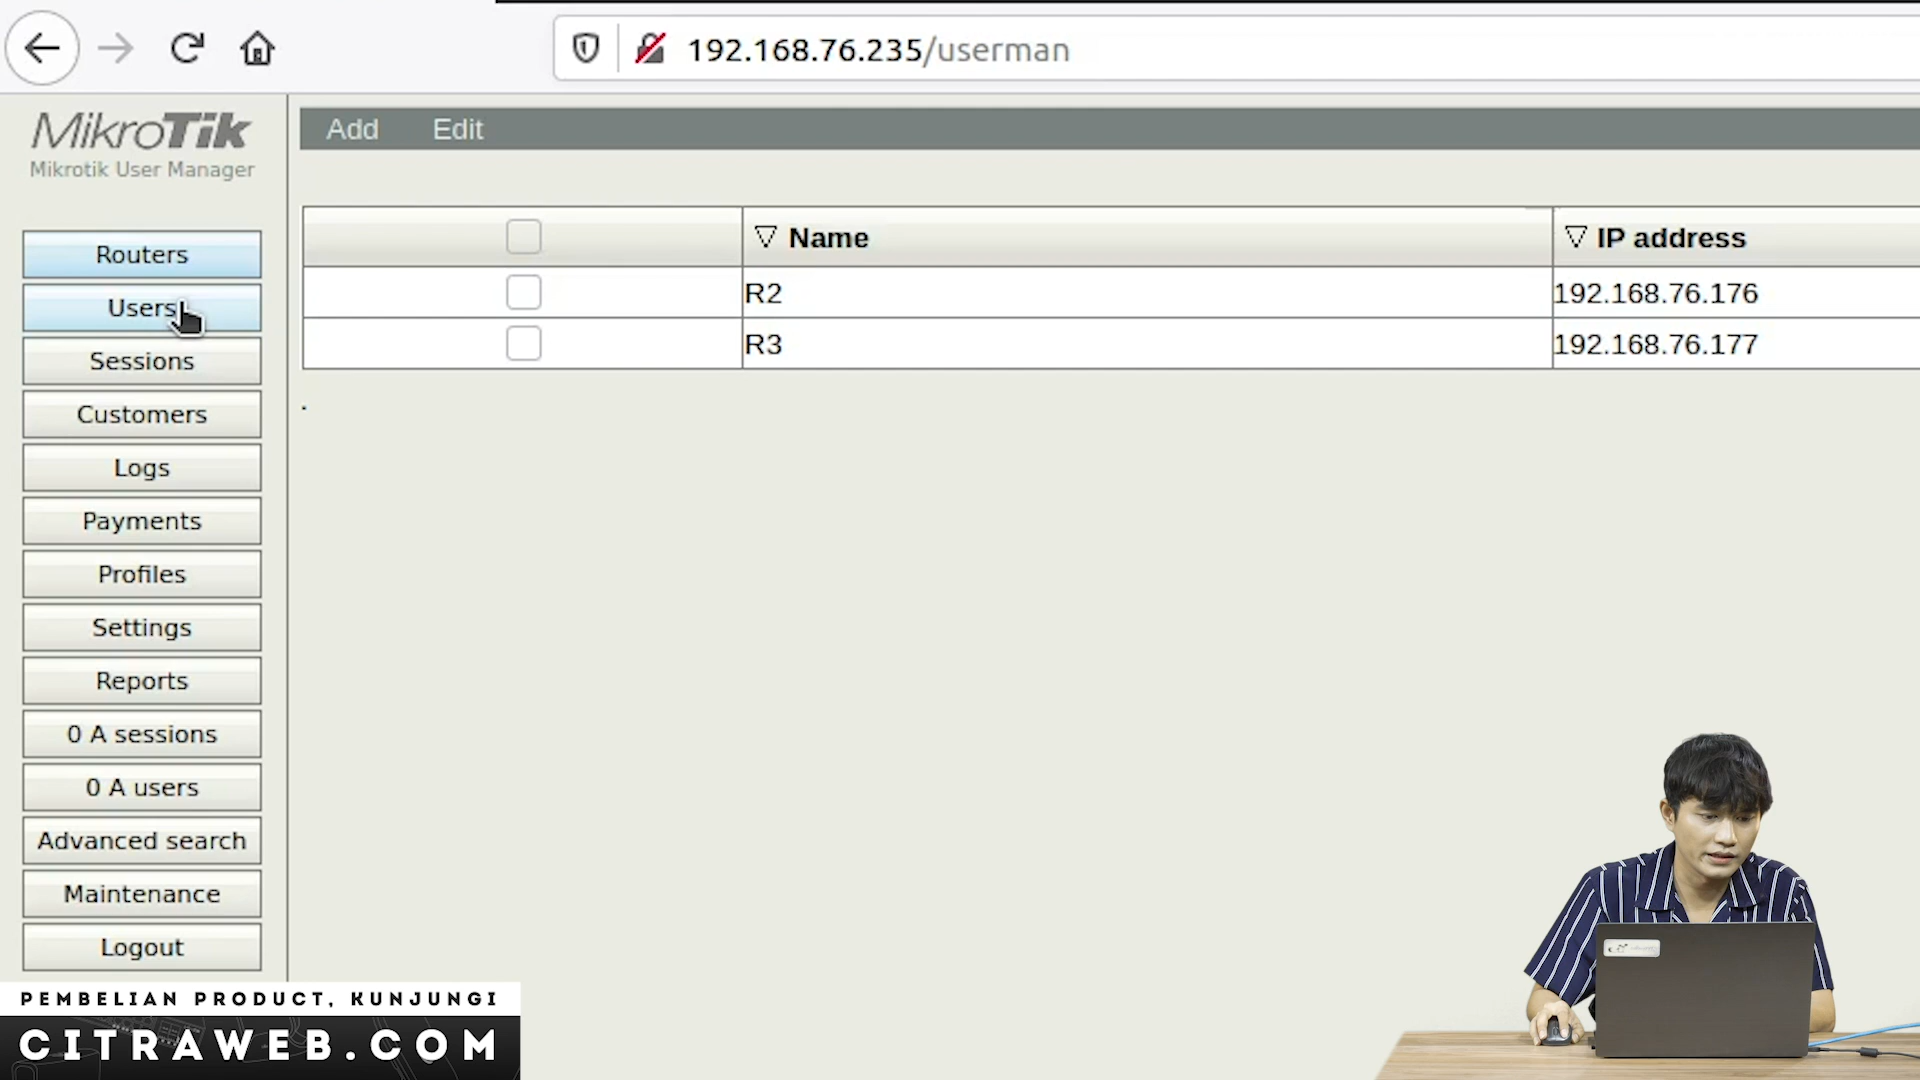 192.168.76.235/userman
MikroTik
Mikrotik User Manager
Add Edit
Name IP address
R2 192.168.76.176
R3 192.168.76.177
Routers
Users
Sessions
Customers
Logs
Payments
Profiles
Settings
Reports
0 A sessions
0 A users
Advanced search
Maintenance
Logout
PEMBELIAN PRODUCT, KUNJUNGI
CITRAWEB.COM